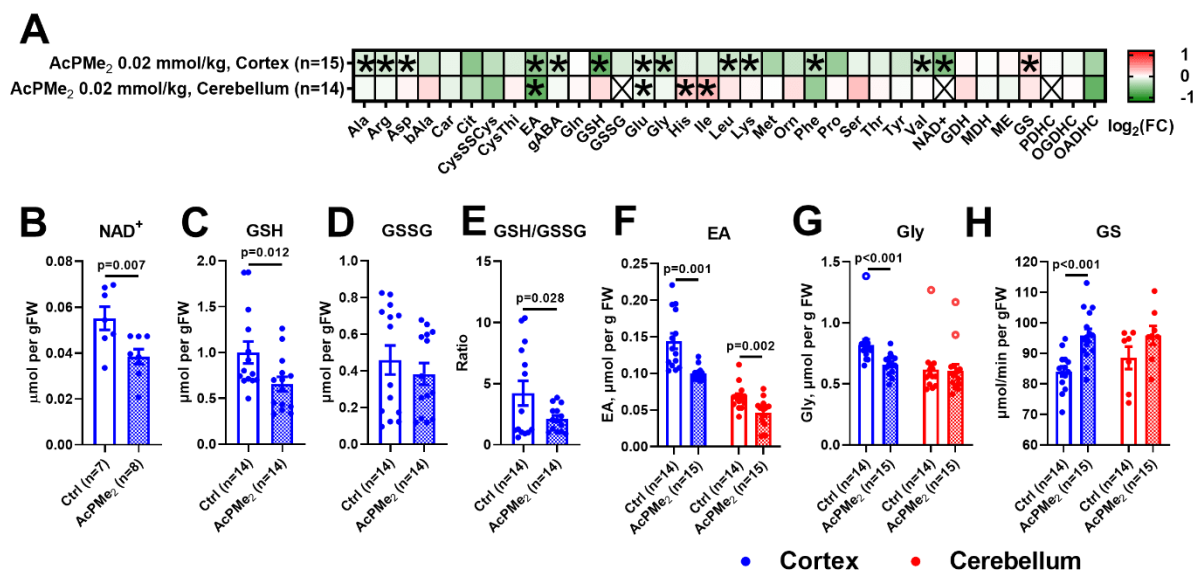 A
AcPMe₂ 0.02 mmol/kg, Cortex (n=15)
AcPMe₂ 0.02 mmol/kg, Cerebellum (n=14)
Ala Arg Asp bAla Car Cit CysSSCys CysThi EA gABA Gln GSH GSSG Glu Gly His Ile Leu Lys Met Orn Phe Pro Ser Thr Tyr Val NAD+ GDH MDH ME GS PDHC OGDHC OADHC
1
0
-1
log₂(FC)
B
NAD⁺
p=0.007
µmol per gFW
0.08
0.06
0.04
0.02
0.00
Ctrl (n=7)
AcPMe₂ (n=8)
C
GSH
p=0.012
µmol per gFW
2.0
1.5
1.0
0.5
0.0
Ctrl (n=14)
AcPMe₂ (n=14)
D
GSSG
µmol per gFW
1.0
0.8
0.6
0.4
0.2
0.0
Ctrl (n=14)
AcPMe₂ (n=14)
E
GSH/GSSG
p=0.028
Ratio
15
10
5
0
Ctrl (n=14)
AcPMe₂ (n=14)
F
EA
p=0.001
p=0.002
EA, µmol per g FW
0.25
0.20
0.15
0.10
0.05
0.00
Ctrl (n=14)
AcPMe₂ (n=15)
Ctrl (n=14)
AcPMe₂ (n=15)
G
Gly
p<0.001
Gly, µmol per g FW
1.5
1.0
0.5
0.0
Ctrl (n=14)
AcPMe₂ (n=15)
Ctrl (n=14)
AcPMe₂ (n=15)
H
GS
p<0.001
µmol/min per gFW
120
110
100
90
80
70
60
Ctrl (n=14)
AcPMe₂ (n=15)
Ctrl (n=14)
AcPMe₂ (n=15)
Cortex
Cerebellum